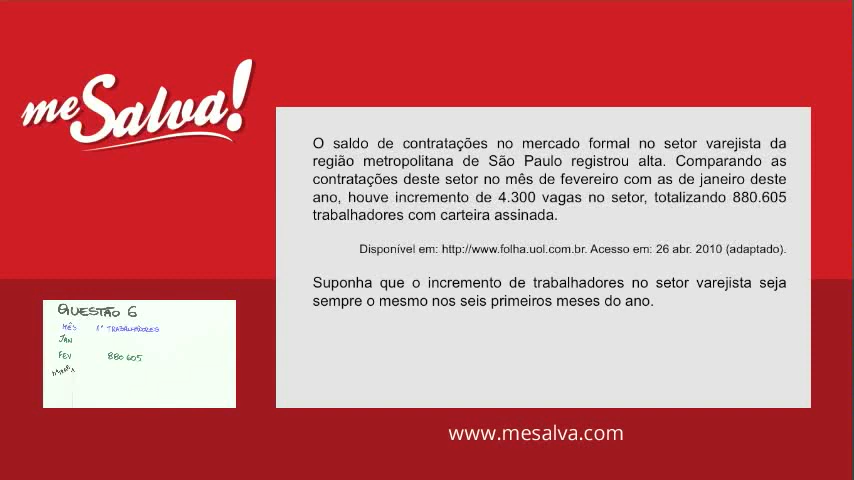 me Salva!
O saldo de contratações no mercado formal no setor varejista da
região metropolitana de São Paulo registrou alta. Comparando as
contratações deste setor no mês de fevereiro com as de janeiro deste
ano, houve incremento de 4.300 vagas no setor, totalizando 880.605
trabalhadores com carteira assinada.
Disponível em: http://www.folha.uol.com.br. Acesso em: 26 abr. 2010 (adaptado).
Suponha que o incremento de trabalhadores no setor varejista seja
sempre o mesmo nos seis primeiros meses do ano.
QUESTÃO 6
MÊS Nº TRABALHADORES
JAN
FEV 880 605
www.mesalva.com